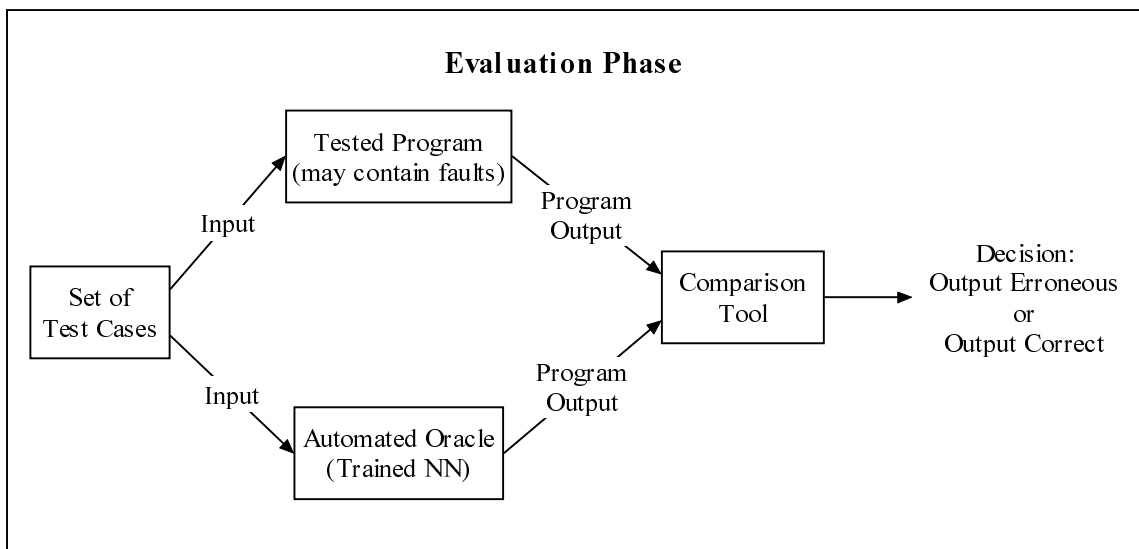 Evaluation Phase
Tested Program
(may contain faults)
Input
Program
Output
Set of
Test Cases
Comparison
Tool
Decision:
Output Erroneous
or
Output Correct
Input
Program
Output
Automated Oracle
(Trained NN)